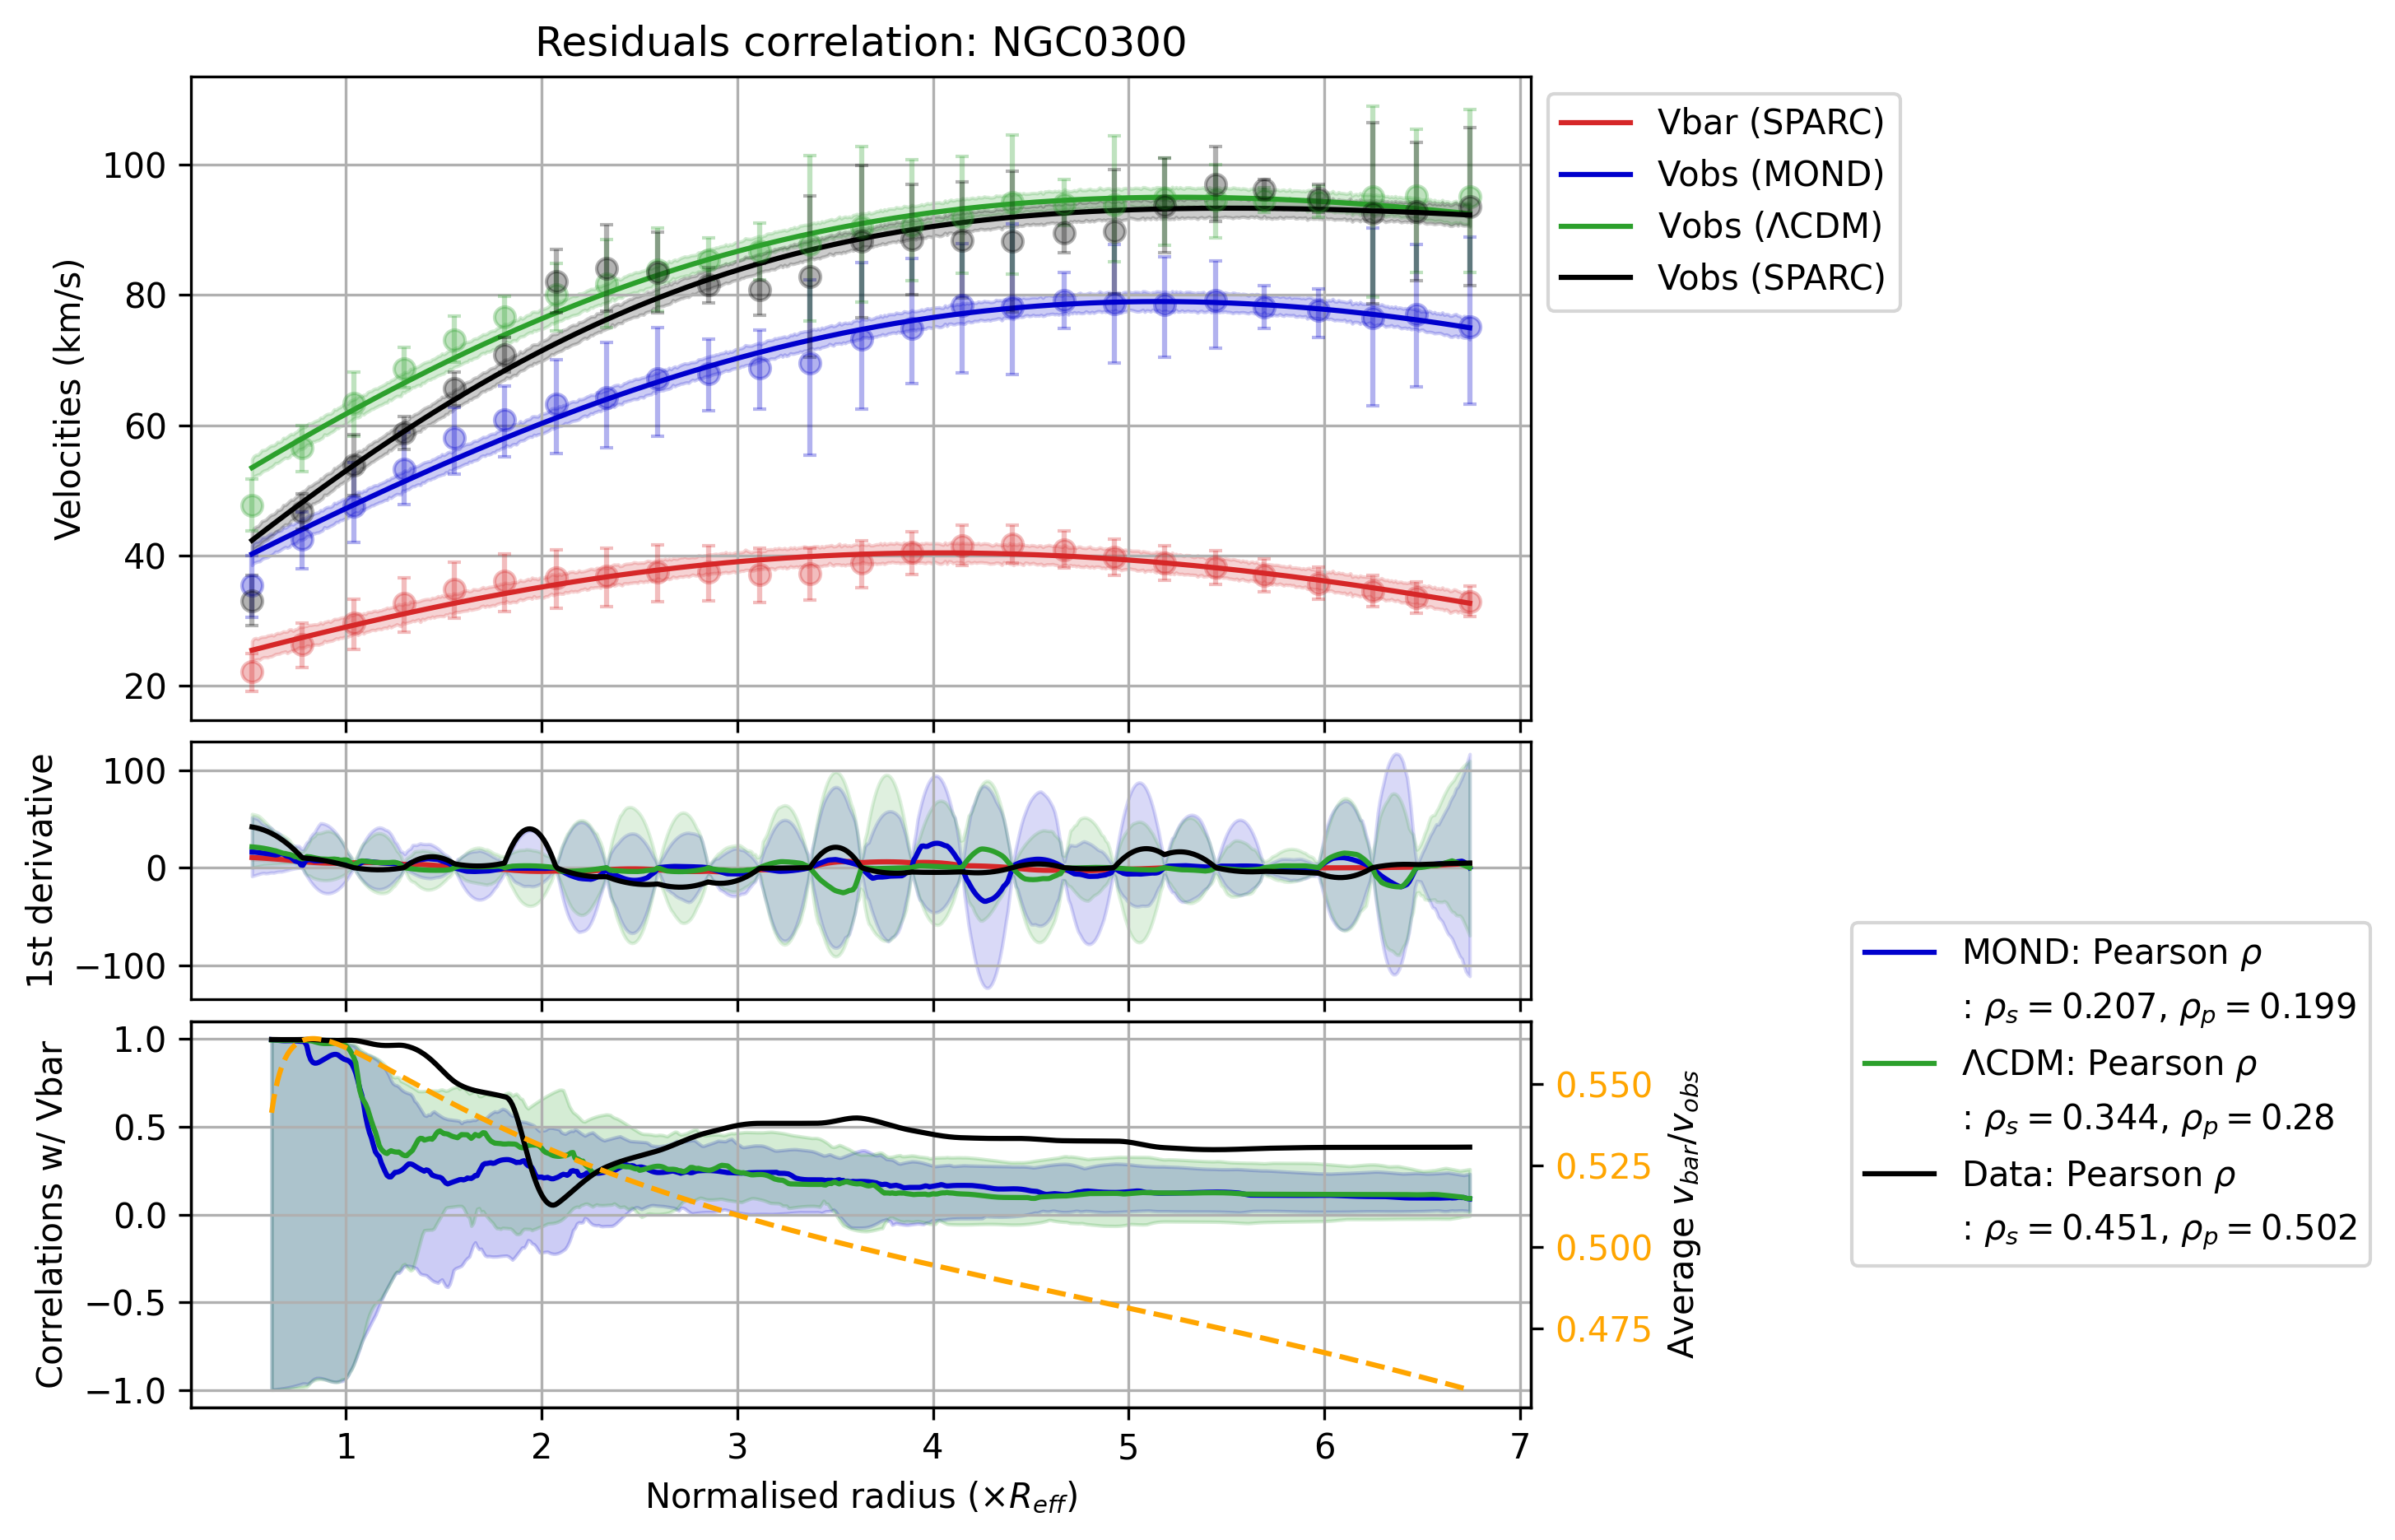 Residuals correlation: NGC0300
Velocities (km/s)
100
80
60
40
20
Vbar (SPARC)
Vobs (MOND)
Vobs (ΛCDM)
Vobs (SPARC)
1st derivative
100
0
−100
Correlations w/ Vbar
1.0
0.5
0.0
−0.5
−1.0
0.550
0.525
0.500
0.475
Average v_bar/v_obs
MOND: Pearson ρ
: ρ_s = 0.207, ρ_p = 0.199
ΛCDM: Pearson ρ
: ρ_s = 0.344, ρ_p = 0.28
Data: Pearson ρ
: ρ_s = 0.451, ρ_p = 0.502
1 2 3 4 5 6 7
Normalised radius (×R_eff)